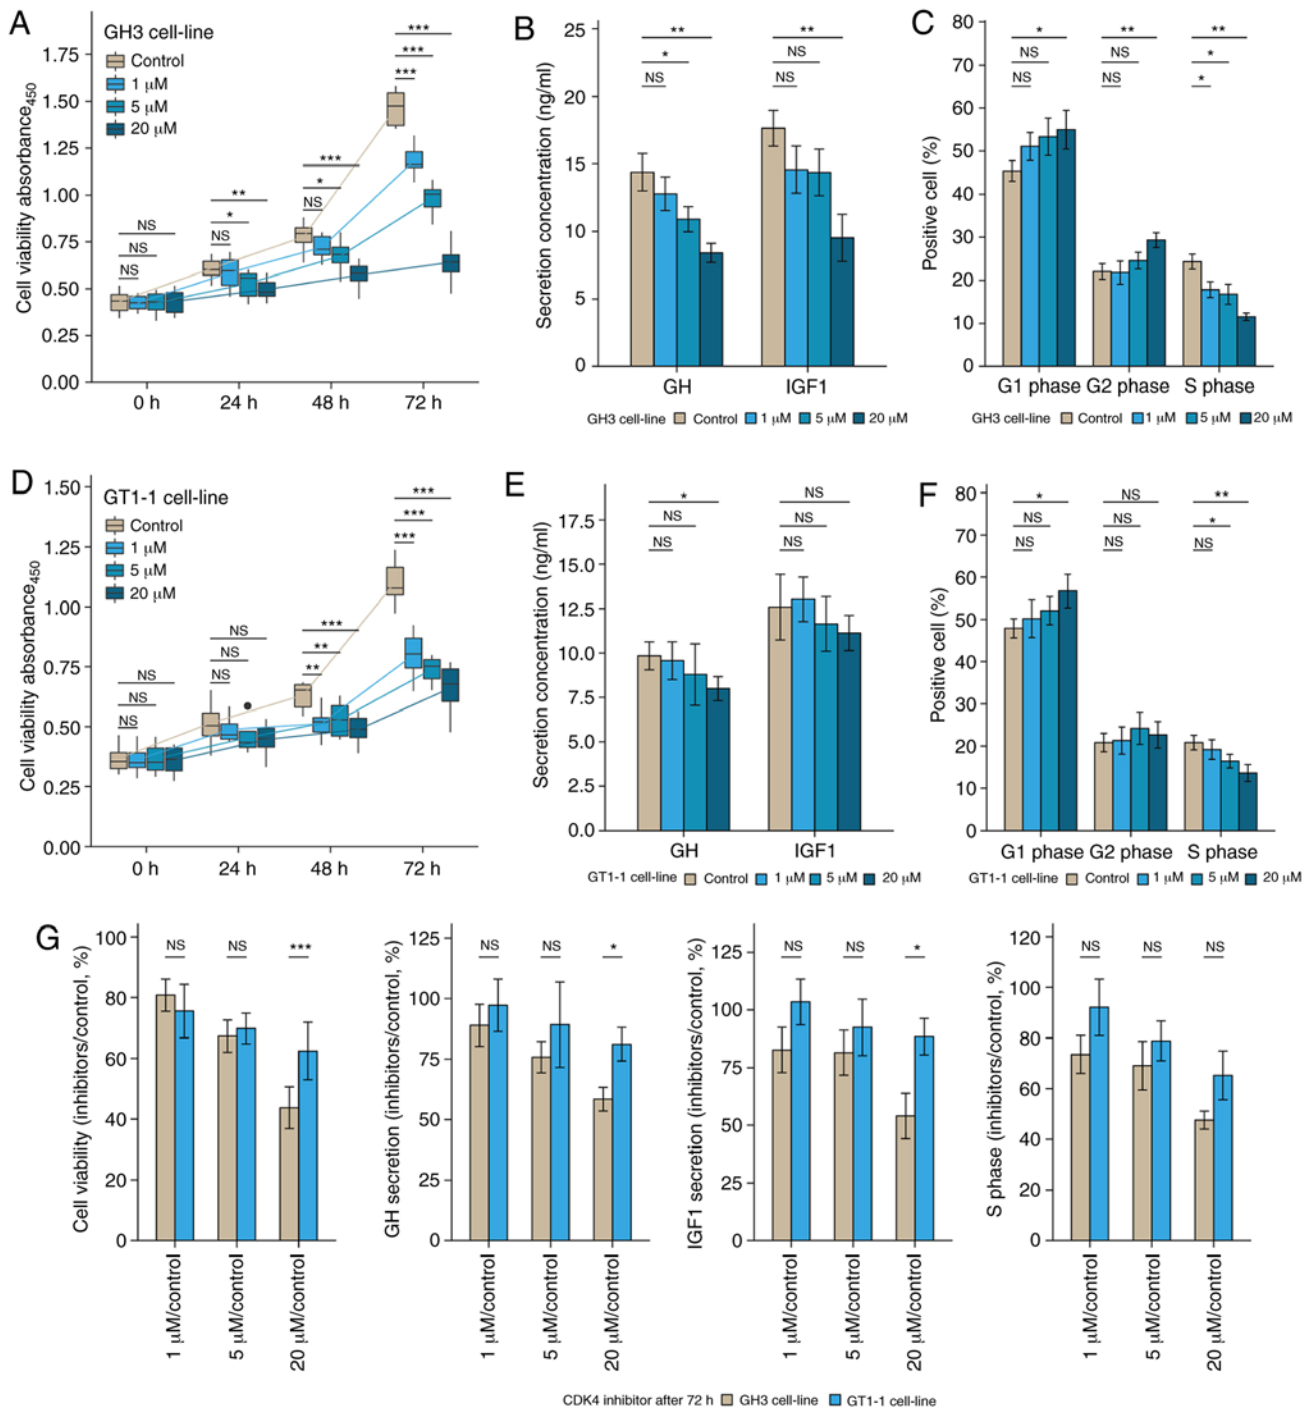 A
GH3 cell-line
Control
1 μM
5 μM
20 μM
Cell viability absorbance450
1.75
1.50
1.25
1.00
0.75
0.50
0.25
0.00
NS
NS
NS
**
*
NS
***
*
NS
***
***
***
0 h
24 h
48 h
72 h
B
Secretion concentration (ng/ml)
25
20
15
10
5
0
**
*
NS
**
NS
NS
GH
IGF1
GH3 cell-line Control 1 μM 5 μM 20 μM
C
Positive cell (%)
80
70
60
50
40
30
20
10
0
*
NS
NS
**
NS
NS
**
*
*
G1 phase
G2 phase
S phase
GH3 cell-line Control 1 μM 5 μM 20 μM
D
GT1-1 cell-line
Control
1 μM
5 μM
20 μM
Cell viability absorbance450
1.50
1.25
1.00
0.75
0.50
0.25
0.00
NS
NS
NS
NS
NS
NS
***
**
**
***
***
***
0 h
24 h
48 h
72 h
E
Secretion concentration (ng/ml)
17.5
15.0
12.5
10.0
7.5
5.0
2.5
0.0
*
NS
NS
NS
NS
NS
GH
IGF1
GT1-1 cell-line Control 1 μM 5 μM 20 μM
F
Positive cell (%)
80
70
60
50
40
30
20
10
0
*
NS
NS
NS
NS
NS
**
*
NS
G1 phase
G2 phase
S phase
GT1-1 cell-line Control 1 μM 5 μM 20 μM
G
Cell viability (inhibitors/control, %)
100
80
60
40
20
0
NS
NS
***
1 μM/control
5 μM/control
20 μM/control
GH secretion (inhibitors/control, %)
125
100
75
50
25
0
NS
NS
*
1 μM/control
5 μM/control
20 μM/control
IGF1 secretion (inhibitors/control, %)
125
100
75
50
25
0
NS
NS
*
1 μM/control
5 μM/control
20 μM/control
S phase (inhibitors/control, %)
120
100
80
60
40
20
0
NS
NS
NS
1 μM/control
5 μM/control
20 μM/control
CDK4 inhibitor after 72 h GH3 cell-line GT1-1 cell-line